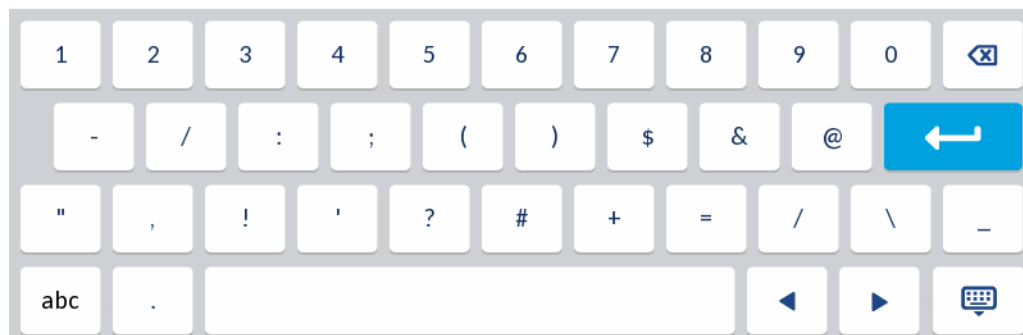 1 2 3 4 5 6 7 8 9 0
- / : ; ( ) $ & @
" , ! ' ? # + = / \ _
abc .